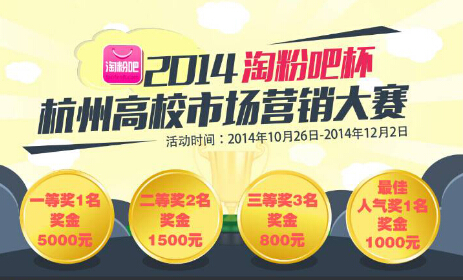 淘粉吧
2014 淘粉吧杯
杭州高校市场营销大赛
活动时间：2014年10月26日-2014年12月2日
一等奖1名
奖金
5000元
二等奖2名
奖金
1500元
三等奖3名
奖金
800元
最佳
人气奖1名
奖金
1000元